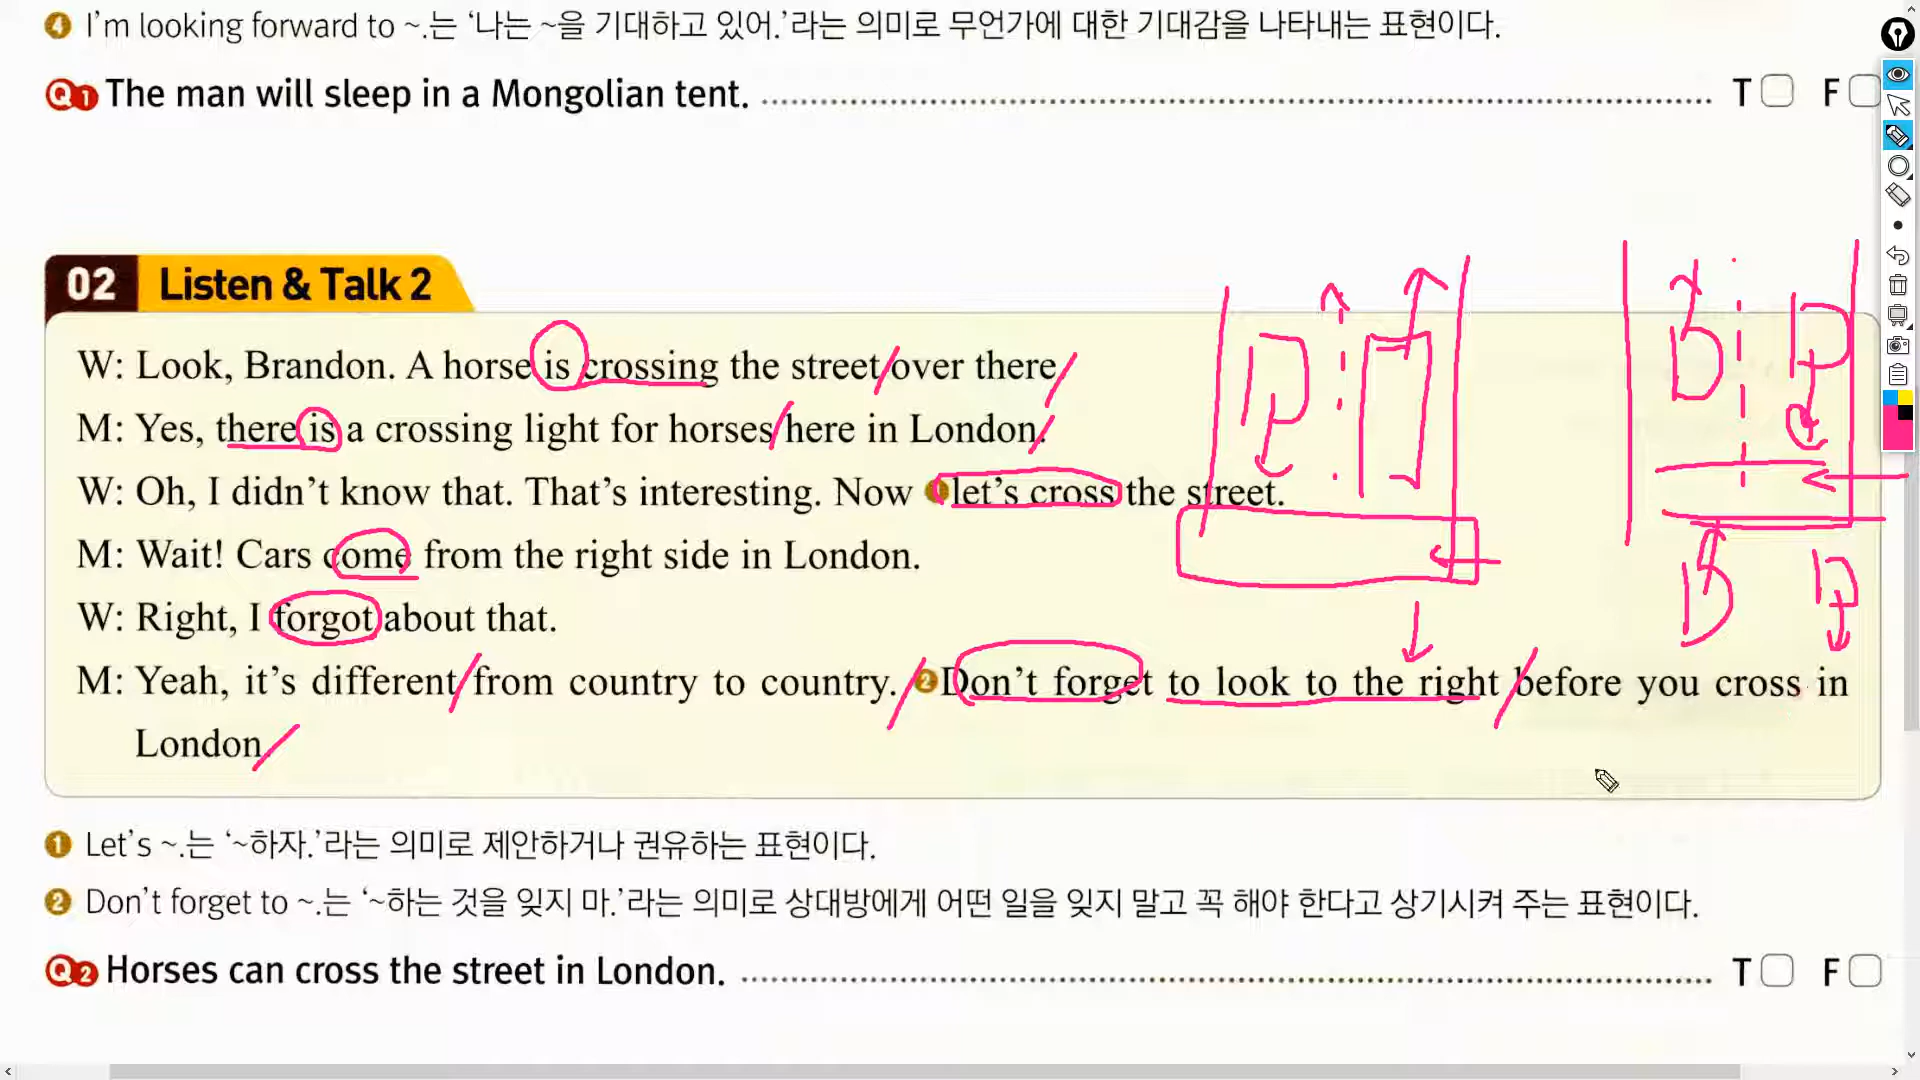 4 I'm looking forward to ~.는 '나는 ~을 기대하고 있어.'라는 의미로 무언가에 대한 기대감을 나타내는 표현이다.
Q1 The man will sleep in a Mongolian tent. T F
02 Listen & Talk 2
W: Look, Brandon. A horse is crossing the street over there.
M: Yes, there is a crossing light for horses here in London.
W: Oh, I didn't know that. That's interesting. Now 1 let's cross the street.
M: Wait! Cars come from the right side in London.
W: Right, I forgot about that.
M: Yeah, it's different from country to country. 2 Don't forget to look to the right before you cross in
London.
1 Let's ~.는 '~하자.'라는 의미로 제안하거나 권유하는 표현이다.
2 Don't forget to ~.는 '~하는 것을 잊지 마.'라는 의미로 상대방에게 어떤 일을 잊지 말고 꼭 해야 한다고 상기시켜 주는 표현이다.
Q2 Horses can cross the street in London. T F